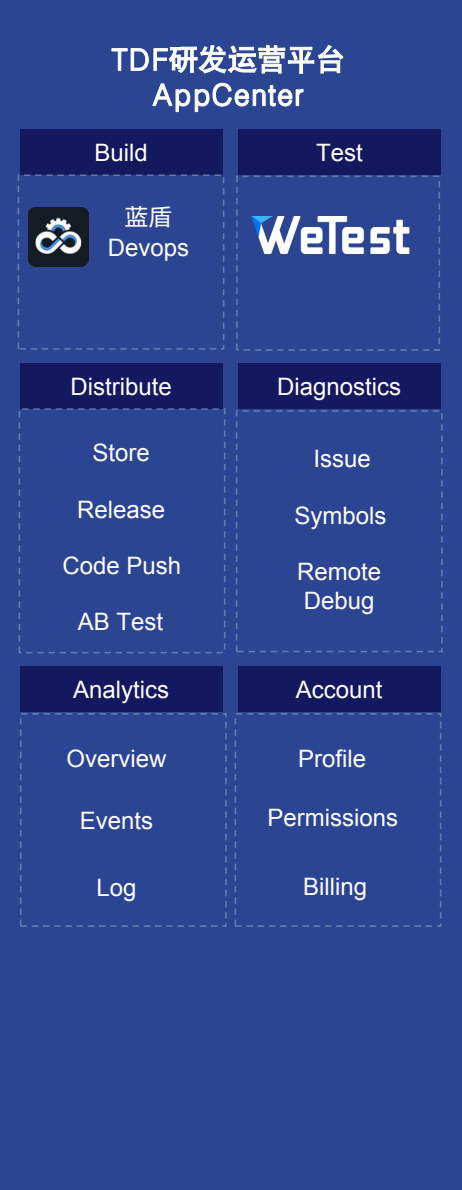 TDF研发运营平台
AppCenter
Build
Test
蓝盾
Devops
WeTest
Distribute
Diagnostics
Store
Release
Code Push
AB Test
Issue
Symbols
Remote
Debug
Analytics
Account
Overview
Events
Log
Profile
Permissions
Billing